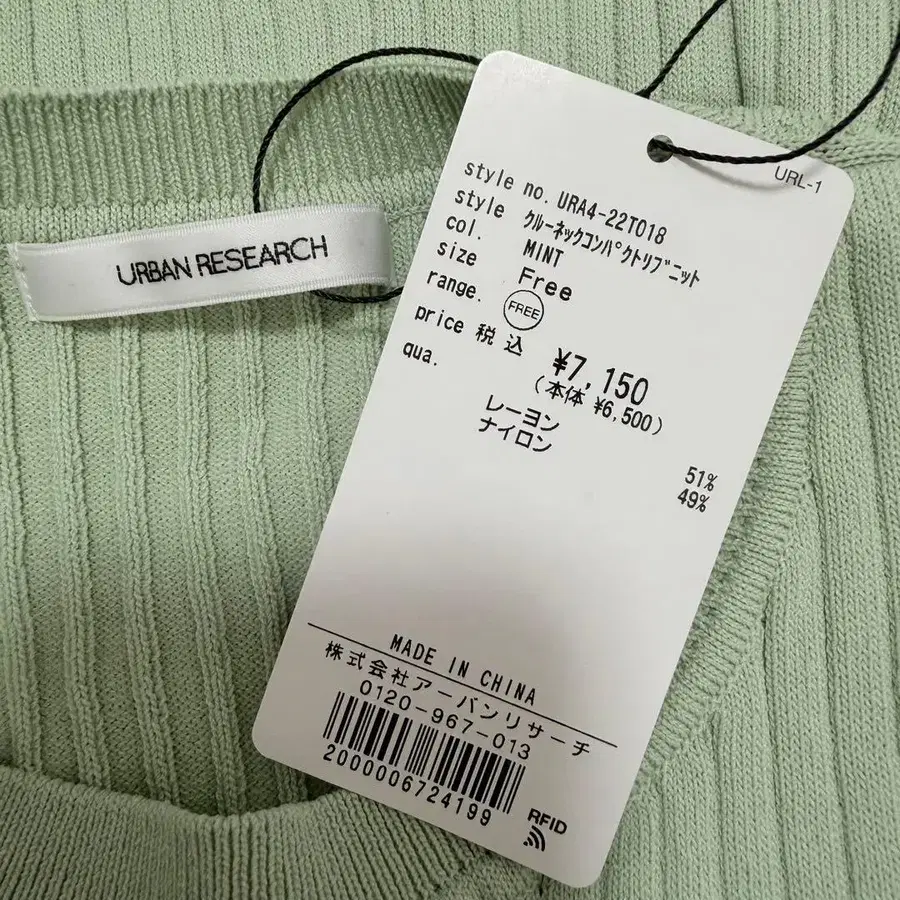 URBAN RESEARCH
URL-1
style no. URA4-22T018
style クルーネックコンパクトリブニット
col. MINT
size Free
range. FREE
price 税込 ¥7,150
(本体 ¥6,500)
qua.
レーヨン 51%
ナイロン 49%
MADE IN CHINA
株式会社アーバンリサーチ
0120-967-013
2000006724199
RFID